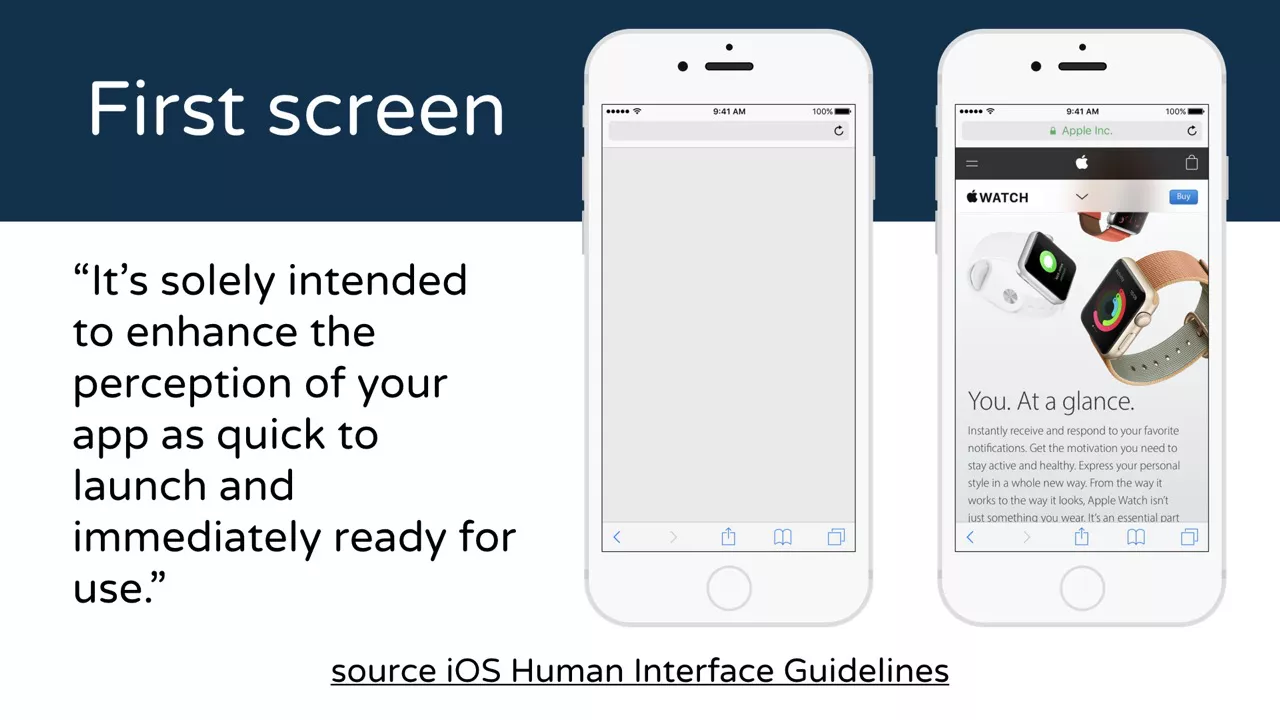 First screen
“It’s solely intended
to enhance the
perception of your
app as quick to
launch and
immediately ready for
use.”
9:41 AM
100%
9:41 AM
100%
Apple Inc.
WATCH
Buy
You. At a glance.
Instantly receive and respond to your favorite
notifications. Get the motivation you need to
stay active and healthy. Express your personal
style in a whole new way. From the way it
works to the way it looks, Apple Watch isn’t
just something you wear. It’s an essential part
source iOS Human Interface Guidelines